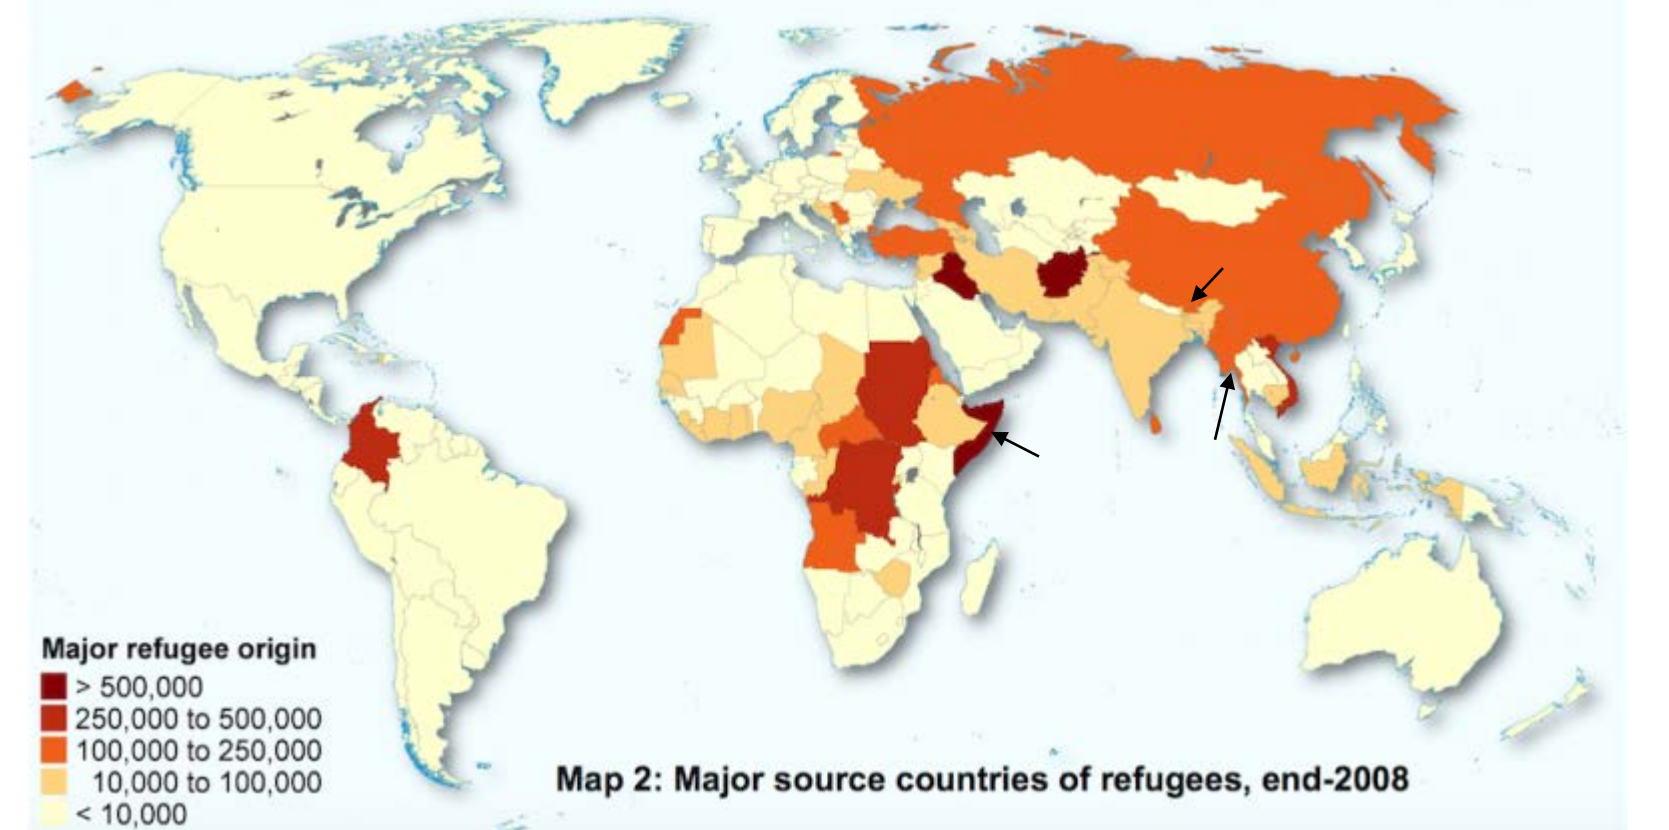 Major refugee origin
> 500,000
250,000 to 500,000
100,000 to 250,000
10,000 to 100,000
< 10,000
Map 2: Major source countries of refugees, end-2008